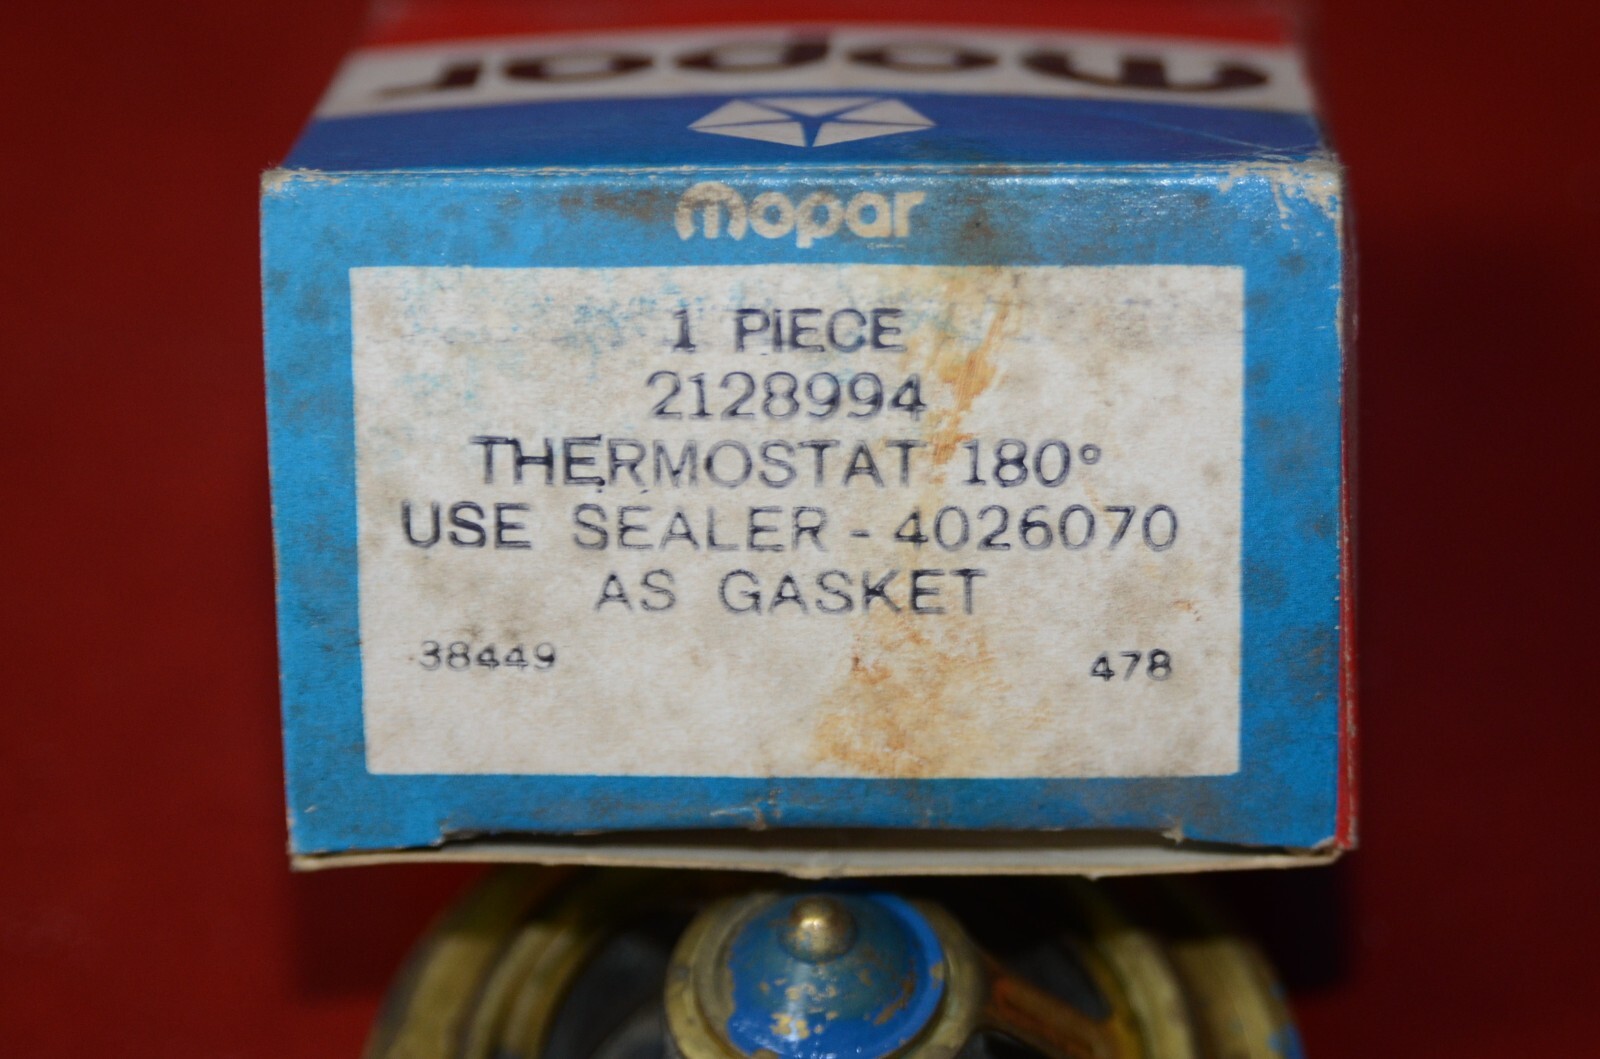 mopar
mopar
1 PIECE
2128994
THERMOSTAT 180°
USE SEALER - 4026070
AS GASKET
38449 478